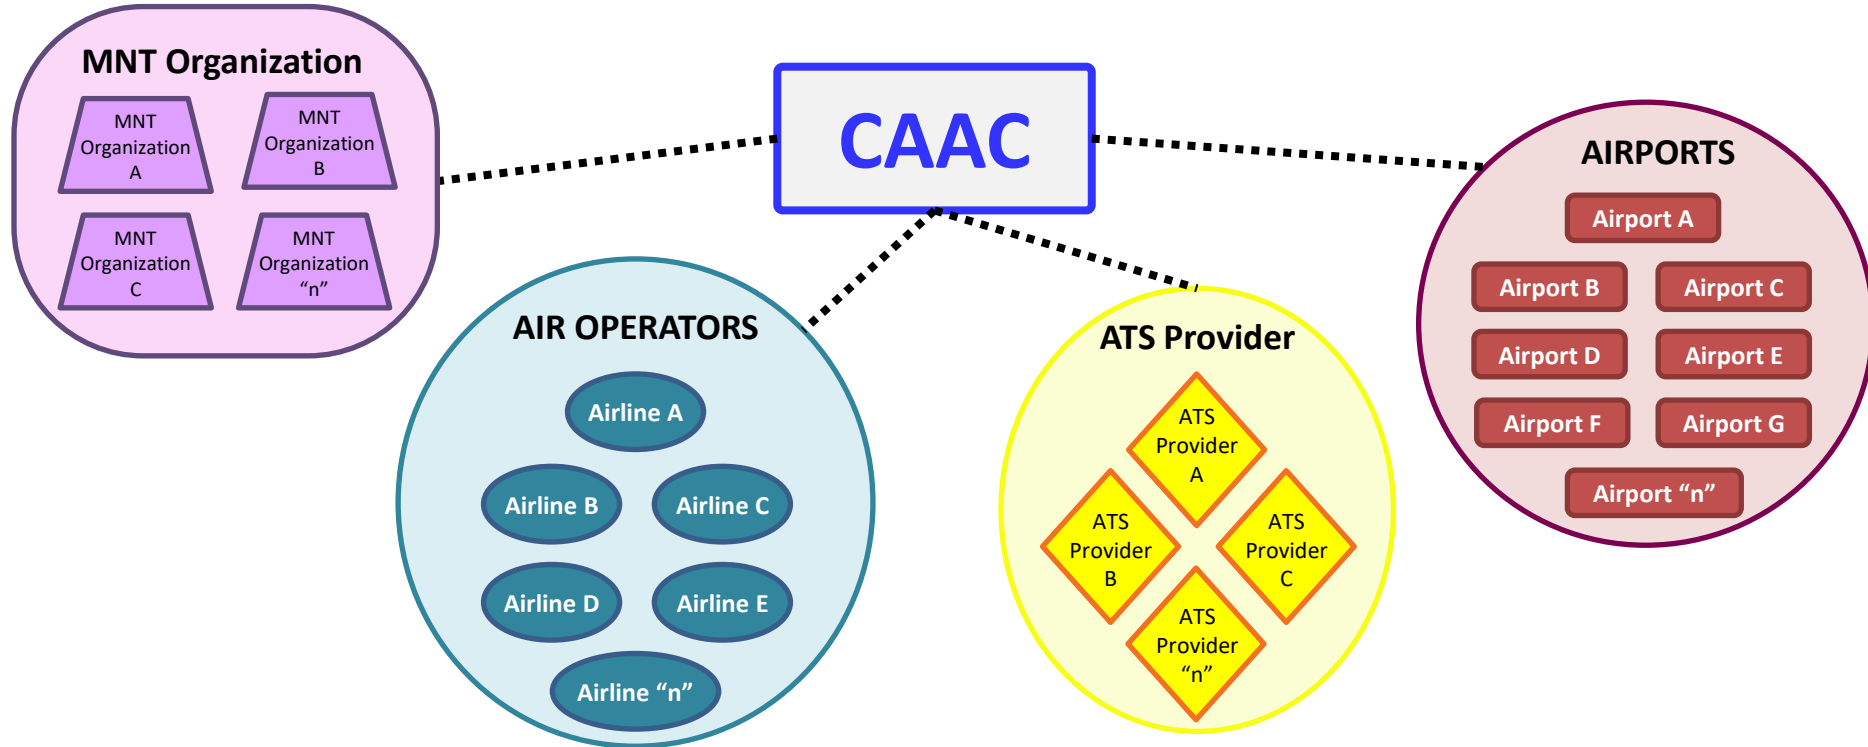 MNT Organization
MNT
Organization
A
MNT
Organization
B
MNT
Organization
C
MNT
Organization
“n”
CAAC
AIR OPERATORS
Airline A
Airline B
Airline C
Airline D
Airline E
Airline “n”
ATS Provider
ATS
Provider
A
ATS
Provider
B
ATS
Provider
C
ATS
Provider
“n”
AIRPORTS
Airport A
Airport B
Airport C
Airport D
Airport E
Airport F
Airport G
Airport “n”